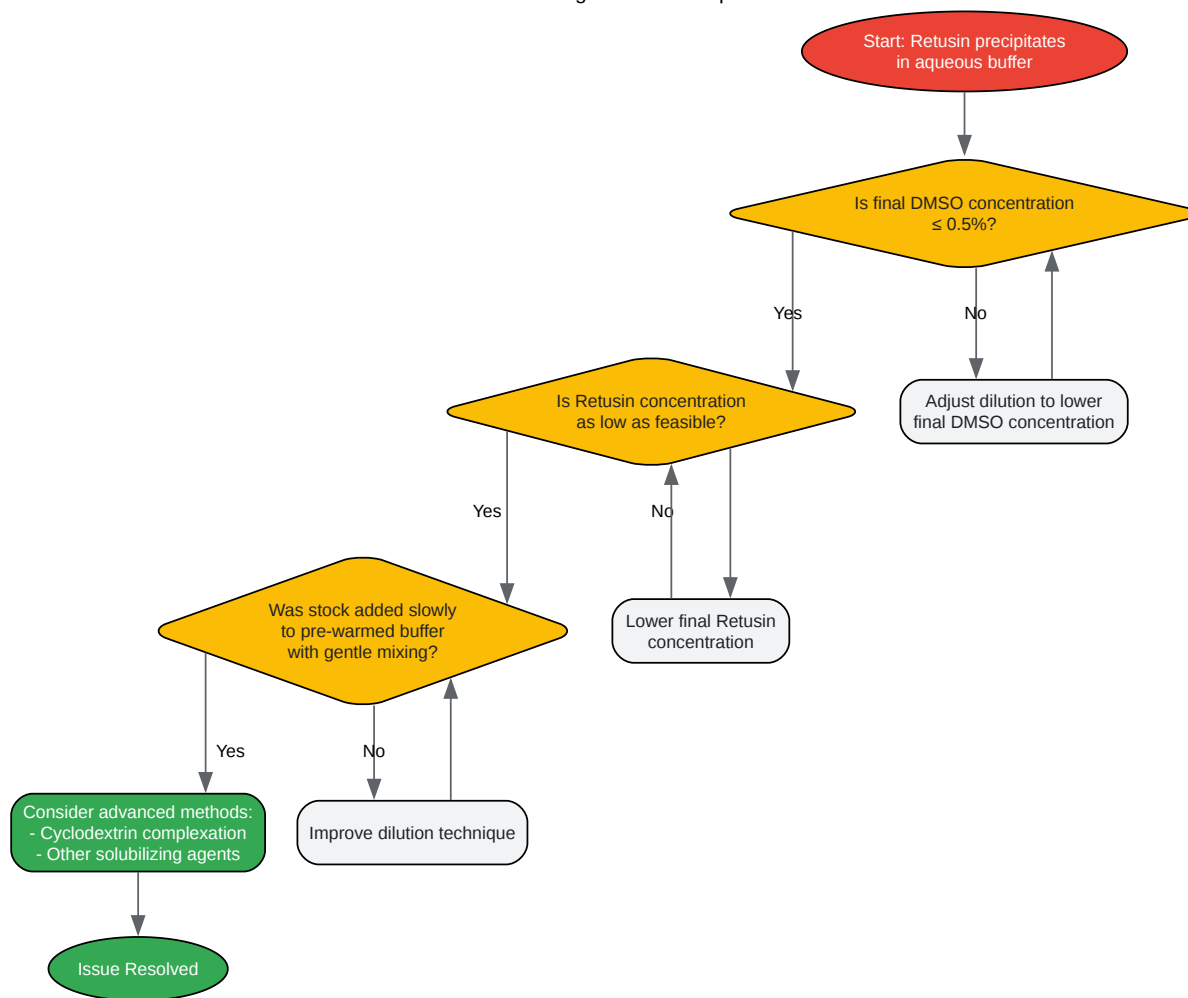 Start: Retusin precipitates
in aqueous buffer
Is final DMSO concentration
≤ 0.5%?
Yes
No
Adjust dilution to lower
final DMSO concentration
Is Retusin concentration
as low as feasible?
Yes
No
Lower final Retusin
concentration
Was stock added slowly
to pre-warmed buffer
with gentle mixing?
Yes
No
Consider advanced methods:
- Cyclodextrin complexation
- Other solubilizing agents
Improve dilution technique
Issue Resolved